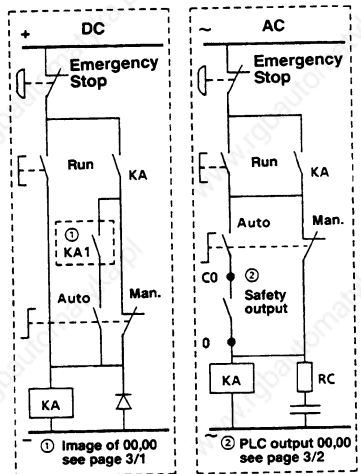 + DC
Emergency
Stop
Run
KA
①
KA1
Auto
Man.
KA
−
① Image of 00,00
see page 3/1
~ AC
Emergency
Stop
Run
KA
Auto
Man.
C0
②
Safety
output
0
KA
RC
~
② PLC output 00,00
see page 3/2